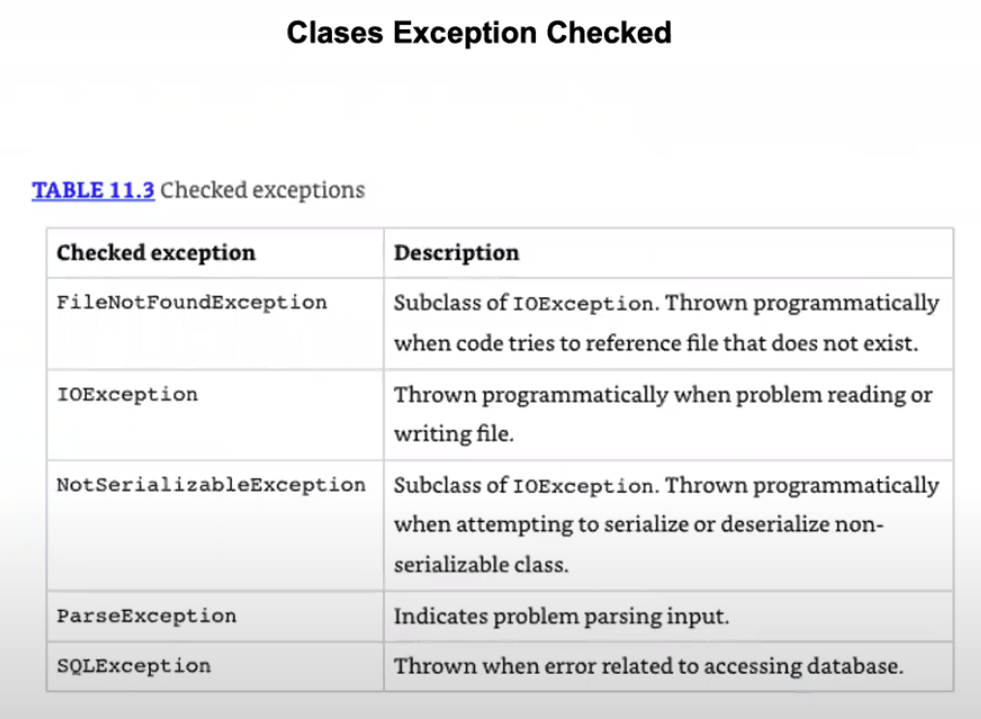 Clases Exception Checked
TABLE 11.3 Checked exceptions
Checked exception Description
FileNotFoundException Subclass of IOException. Thrown programmatically
when code tries to reference file that does not exist.
IOException Thrown programmatically when problem reading or
writing file.
NotSerializableException Subclass of IOException. Thrown programmatically
when attempting to serialize or deserialize non-
serializable class.
ParseException Indicates problem parsing input.
SQLException Thrown when error related to accessing database.